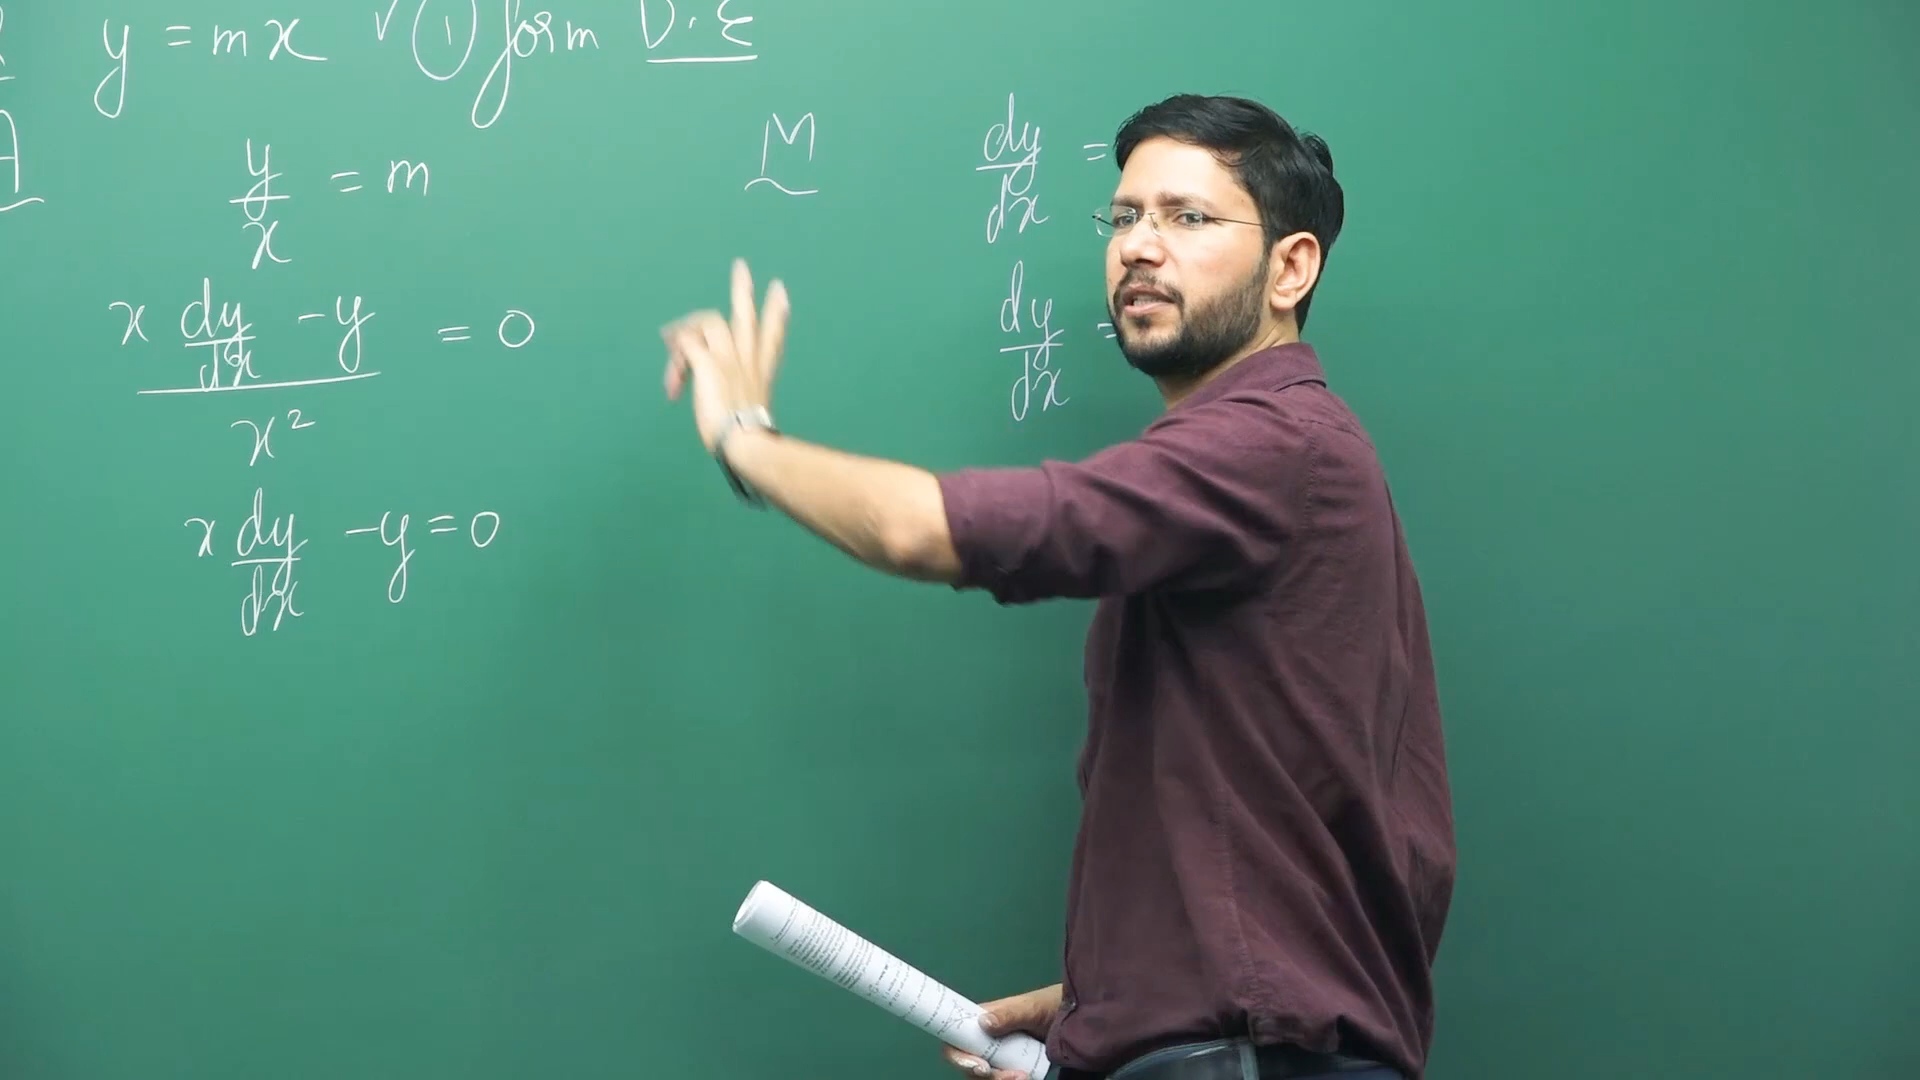 y = mx ✓ ① form D.E
y/x = m
(x dy/dx - y)/x² = 0
x dy/dx - y = 0
M
dy/dx =
dy/dx =